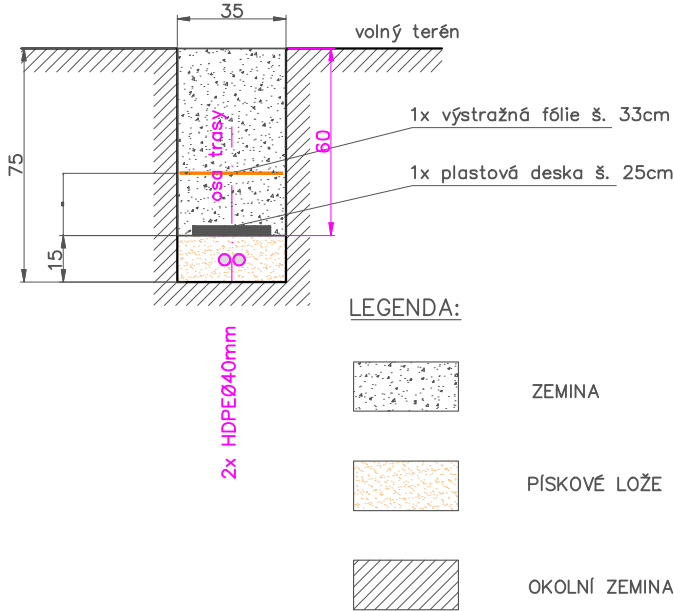 35
volný terén
1x výstražná fólie š. 33cm
75
osa trasy
60
1x plastová deska š. 25cm
15
2x HDPEØ40mm
LEGENDA:
ZEMINA
PÍSKOVÉ LOŽE
OKOLNÍ ZEMINA